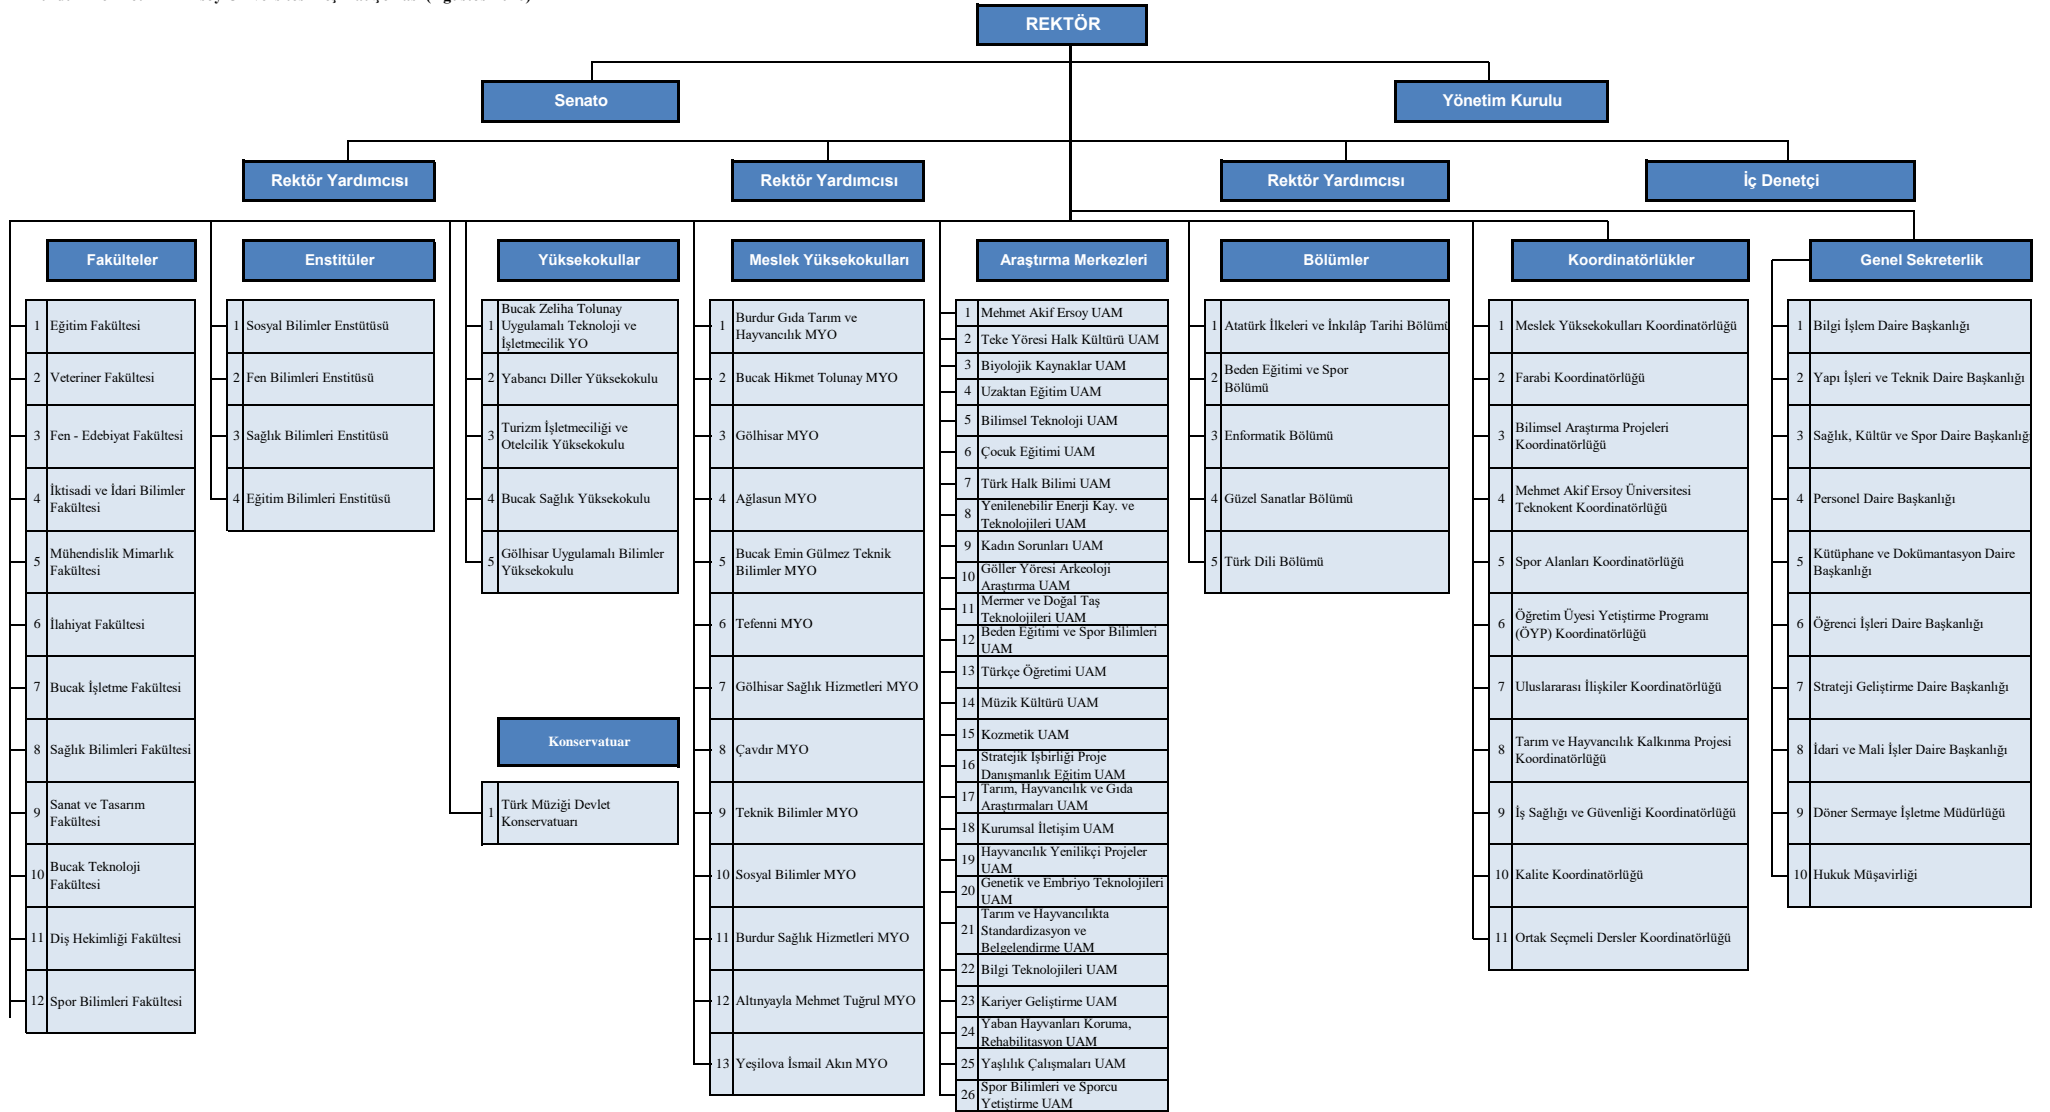 REKTÖR
Senato
Yönetim Kurulu
Rektör Yardımcısı
Rektör Yardımcısı
Rektör Yardımcısı
İç Denetçi
Fakülteler
1 Eğitim Fakültesi
2 Veteriner Fakültesi
3 Fen - Edebiyat Fakültesi
4 İktisadi ve İdari Bilimler
Fakültesi
5 Mühendislik Mimarlık
Fakültesi
6 İlahiyat Fakültesi
7 Bucak İşletme Fakültesi
8 Sağlık Bilimleri Fakültesi
9 Sanat ve Tasarım
Fakültesi
10 Bucak Teknoloji
Fakültesi
11 Diş Hekimliği Fakültesi
12 Spor Bilimleri Fakültesi
Enstitüler
1 Sosyal Bilimler Enstütüsü
2 Fen Bilimleri Enstitüsü
3 Sağlık Bilimleri Enstitüsü
4 Eğitim Bilimleri Enstitüsü
Yüksekokullar
1 Bucak Zeliha Tolunay
Uygulamalı Teknoloji ve
İşletmecilik YO
2 Yabancı Diller Yüksekokulu
3 Turizm İşletmeciliği ve
Otelcilik Yüksekokulu
4 Bucak Sağlık Yüksekokulu
5 Gölhisar Uygulamalı Bilimler
Yüksekokulu
Konservatuar
1 Türk Müziği Devlet
Konservatuarı
Meslek Yüksekokulları
1 Burdur Gıda Tarım ve
Hayvancılık MYO
2 Bucak Hikmet Tolunay MYO
3 Gölhisar MYO
4 Ağlasun MYO
5 Bucak Emin Gülmez Teknik
Bilimler MYO
6 Tefenni MYO
7 Gölhisar Sağlık Hizmetleri MYO
8 Çavdır MYO
9 Teknik Bilimler MYO
10 Sosyal Bilimler MYO
11 Burdur Sağlık Hizmetleri MYO
12 Altınyayla Mehmet Tuğrul MYO
13 Yeşilova İsmail Akın MYO
Araştırma Merkezleri
1 Mehmet Akif Ersoy UAM
2 Teke Yöresi Halk Kültürü UAM
3 Biyolojik Kaynaklar UAM
4 Uzaktan Eğitim UAM
5 Bilimsel Teknoloji UAM
6 Çocuk Eğitimi UAM
7 Türk Halk Bilimi UAM
8 Yenilenebilir Enerji Kay. ve
Teknolojileri UAM
9 Kadın Sorunları UAM
10 Göller Yöresi Arkeoloji
Araştırma UAM
11 Mermer ve Doğal Taş
Teknolojileri UAM
12 Beden Eğitimi ve Spor Bilimleri
UAM
13 Türkçe Öğretimi UAM
14 Müzik Kültürü UAM
15 Kozmetik UAM
16 Stratejik İşbirliği Proje
Danışmanlık Eğitim UAM
17 Tarım, Hayvancılık ve Gıda
Araştırmaları UAM
18 Kurumsal İletişim UAM
19 Hayvancılık Yenilikçi Projeler
UAM
20 Genetik ve Embriyo Teknolojileri
UAM
21 Tarım ve Hayvancılıkta
Standardizasyon ve
Belgelendirme UAM
22 Bilgi Teknolojileri UAM
23 Kariyer Geliştirme UAM
24 Yaban Hayvanları Koruma,
Rehabilitasyon UAM
25 Yaşlılık Çalışmaları UAM
26 Spor Bilimleri ve Sporcu
Yetiştirme UAM
Bölümler
1 Atatürk İlkeleri ve İnkılâp Tarihi Bölümü
2 Beden Eğitimi ve Spor
Bölümü
3 Enformatik Bölümü
4 Güzel Sanatlar Bölümü
5 Türk Dili Bölümü
Koordinatörlükler
1 Meslek Yüksekokulları Koordinatörlüğü
2 Farabi Koordinatörlüğü
3 Bilimsel Araştırma Projeleri
Koordinatörlüğü
4 Mehmet Akif Ersoy Üniversitesi
Teknokent Koordinatörlüğü
5 Spor Alanları Koordinatörlüğü
6 Öğretim Üyesi Yetiştirme Programı
(ÖYP) Koordinatörlüğü
7 Uluslararası İlişkiler Koordinatörlüğü
8 Tarım ve Hayvancılık Kalkınma Projesi
Koordinatörlüğü
9 İş Sağlığı ve Güvenliği Koordinatörlüğü
10 Kalite Koordinatörlüğü
11 Ortak Seçmeli Dersler Koordinatörlüğü
Genel Sekreterlik
1 Bilgi İşlem Daire Başkanlığı
2 Yapı İşleri ve Teknik Daire Başkanlığı
3 Sağlık, Kültür ve Spor Daire Başkanlığı
4 Personel Daire Başkanlığı
5 Kütüphane ve Dokümantasyon Daire
Başkanlığı
6 Öğrenci İşleri Daire Başkanlığı
7 Strateji Geliştirme Daire Başkanlığı
8 İdari ve Mali İşler Daire Başkanlığı
9 Döner Sermaye İşletme Müdürlüğü
10 Hukuk Müşavirliği